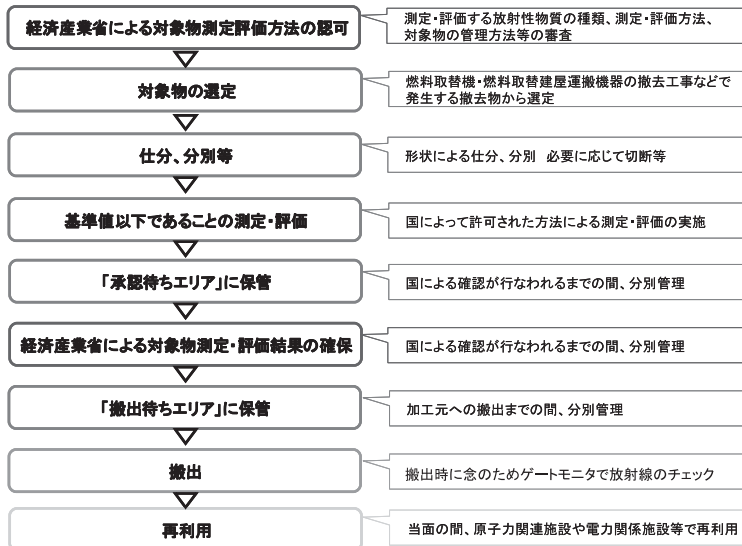 経済産業省による対象物測定評価方法の認可
測定・評価する放射性物質の種類、測定・評価方法、
対象物の管理方法等の審査
対象物の選定
燃料取替機・燃料取替建屋運搬機器の撤去工事などで
発生する撤去物から選定
仕分、分別等
形状による仕分、分別 必要に応じて切断等
基準値以下であることの測定・評価
国によって許可された方法による測定・評価の実施
「承認待ちエリア」に保管
国による確認が行なわれるまでの間、分別管理
経済産業省による対象物測定・評価結果の確保
国による確認が行なわれるまでの間、分別管理
「搬出待ちエリア」に保管
加工元への搬出までの間、分別管理
搬出
搬出時に念のためゲートモニタで放射線のチェック
再利用
当面の間、原子力関連施設や電力関係施設等で再利用